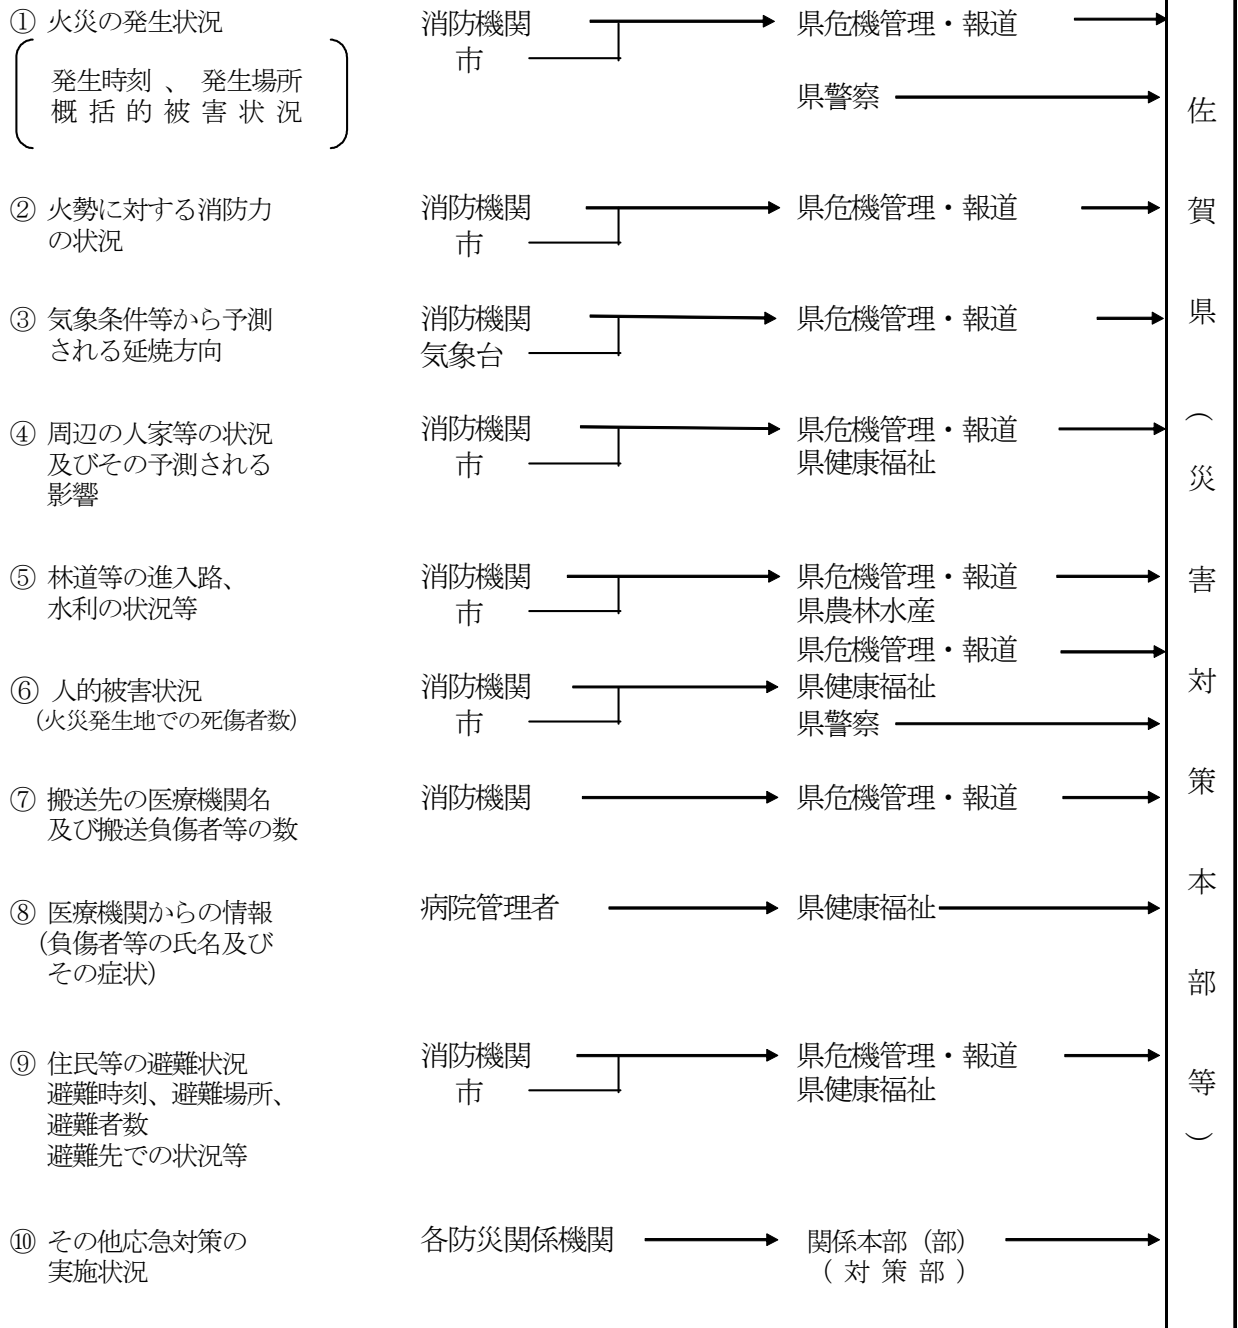 ① 火災の発生状況
発生時刻 、 発生場所
概 括 的 被 害 状 況
消防機関
市
県危機管理・報道
県警察
② 火勢に対する消防力
の状況
消防機関
市
県危機管理・報道
③ 気象条件等から予測
される延焼方向
消防機関
気象台
県危機管理・報道
④ 周辺の人家等の状況
及びその予測される
影響
消防機関
市
県危機管理・報道
県健康福祉
⑤ 林道等の進入路、
水利の状況等
消防機関
市
県危機管理・報道
県農林水産
⑥ 人的被害状況
(火災発生地での死傷者数)
消防機関
市
県危機管理・報道
県健康福祉
県警察
⑦ 搬送先の医療機関名
及び搬送負傷者等の数
消防機関
県危機管理・報道
⑧ 医療機関からの情報
(負傷者等の氏名及び
その症状)
病院管理者
県健康福祉
⑨ 住民等の避難状況
避難時刻、避難場所、
避難者数
避難先での状況等
消防機関
市
県危機管理・報道
県健康福祉
⑩ その他応急対策の
実施状況
各防災関係機関
関係本部 (部)
( 対 策 部 )
佐賀県(災害対策本部等)